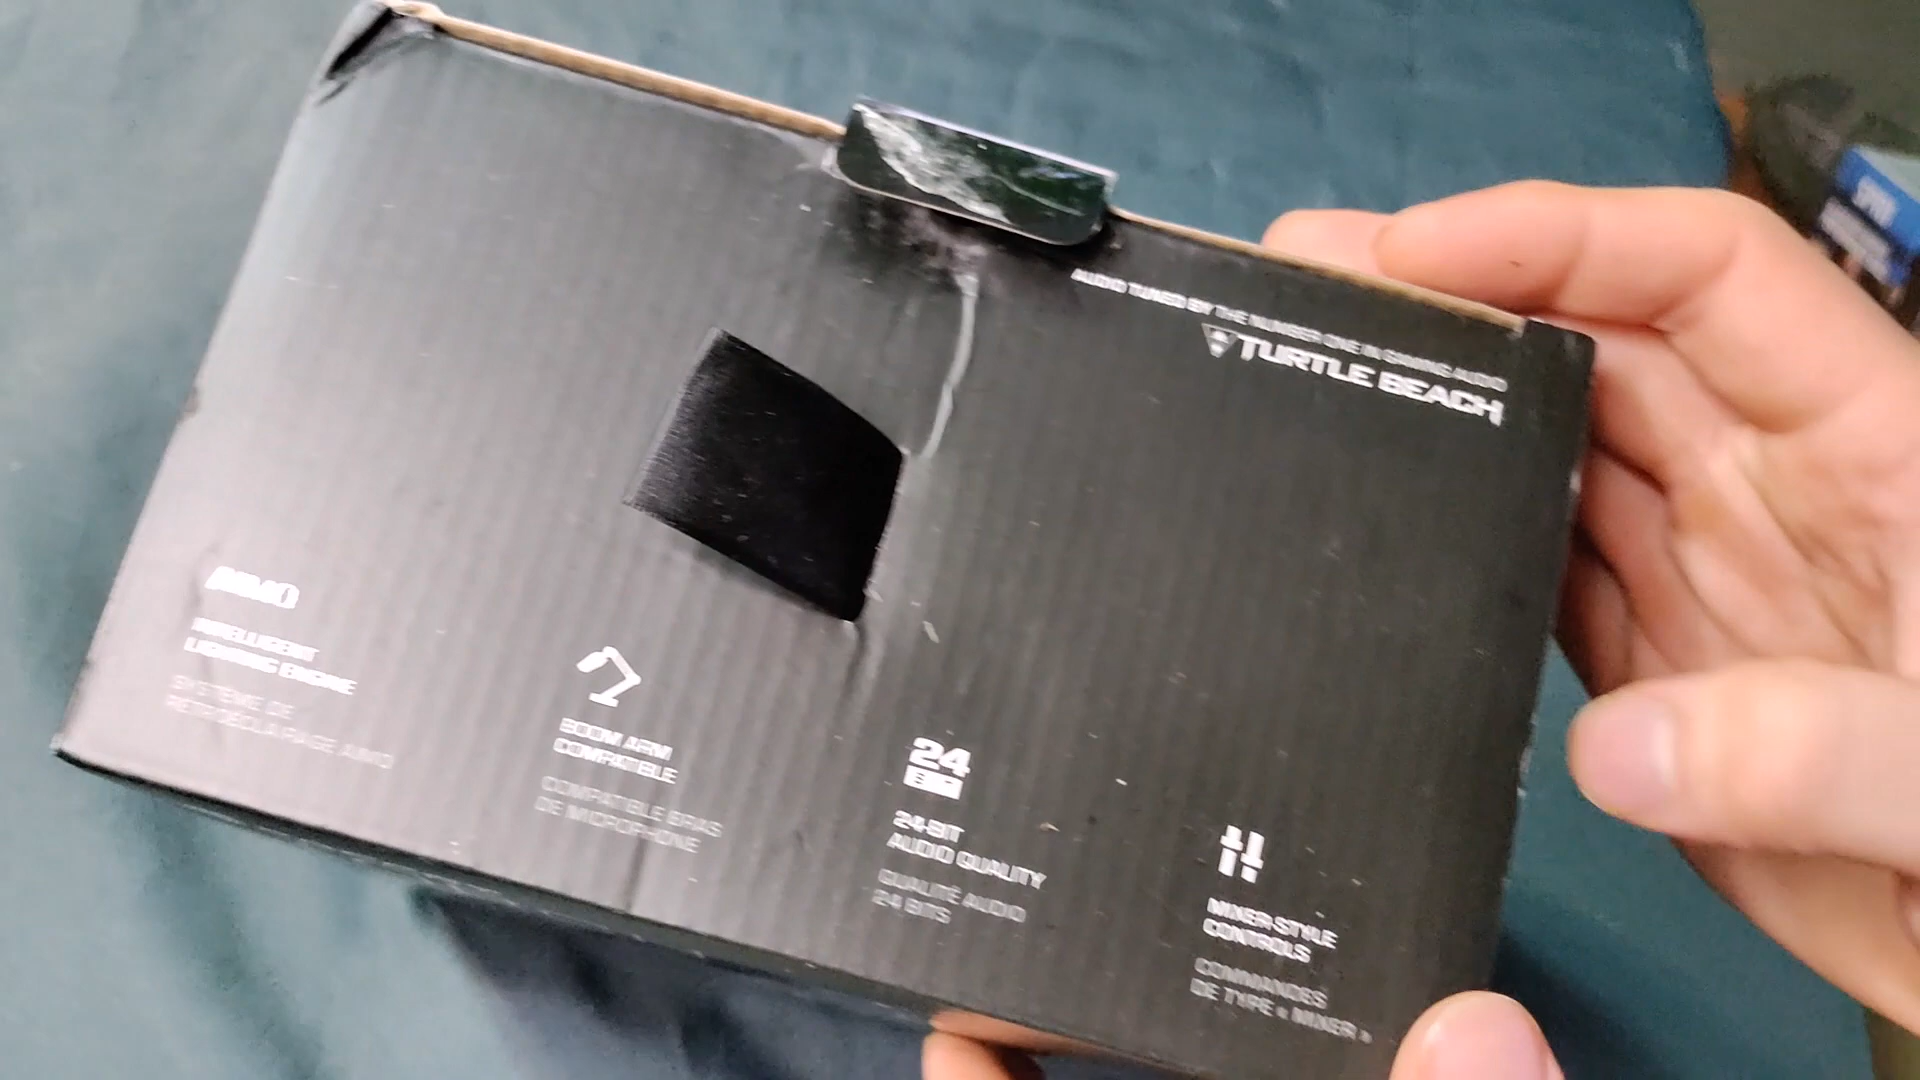 AUDIO TUNED BY THE NUMBER ONE IN GAMING AUDIO
TURTLE BEACH
AIMO
INTELLIGENT
LIGHTING ENGINE
SYSTÈME DE
RÉTROÉCLAIRAGE AIMO
BOOM ARM
COMPATIBLE
COMPATIBLE BRAS
DE MICROPHONE
24
BIT
24-BIT
AUDIO QUALITY
QUALITÉ AUDIO
24 BITS
MIXER-STYLE
CONTROLS
COMMANDES
DE TYPE « MIXER »